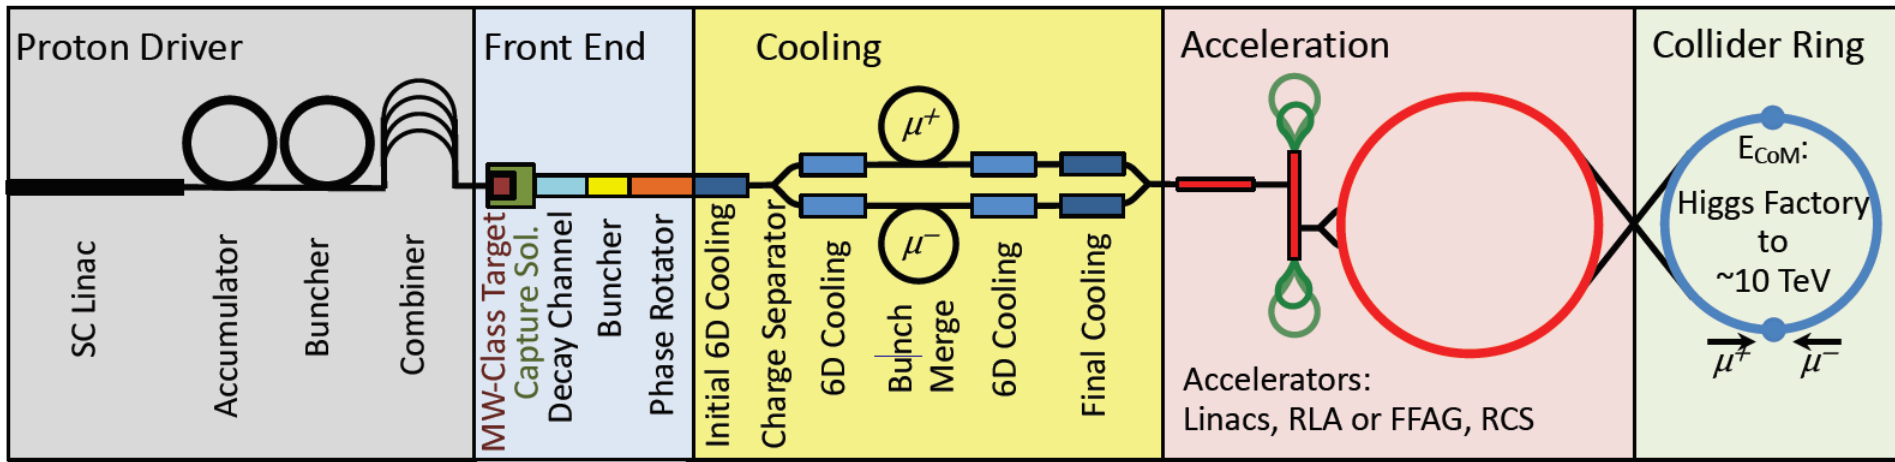 Proton Driver
SC Linac
Accumulator
Buncher
Combiner
Front End
MW-Class Target
Capture Sol.
Decay Channel
Buncher
Phase Rotator
Cooling
μ+
μ−
Initial 6D Cooling
Charge Separator
6D Cooling
Bunch
Merge
6D Cooling
Final Cooling
Acceleration
Accelerators:
Linacs, RLA or FFAG, RCS
Collider Ring
ECoM:
Higgs Factory
to
~10 TeV
μ+ μ−